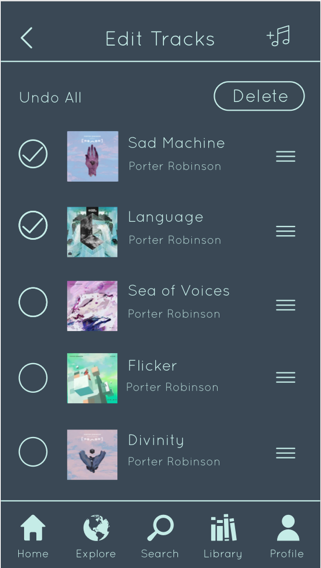 Edit Tracks
Undo All
Delete
Sad Machine
Porter Robinson
Language
Porter Robinson
Sea of Voices
Porter Robinson
Flicker
Porter Robinson
Divinity
Porter Robinson
Home
Explore
Search
Library
Profile